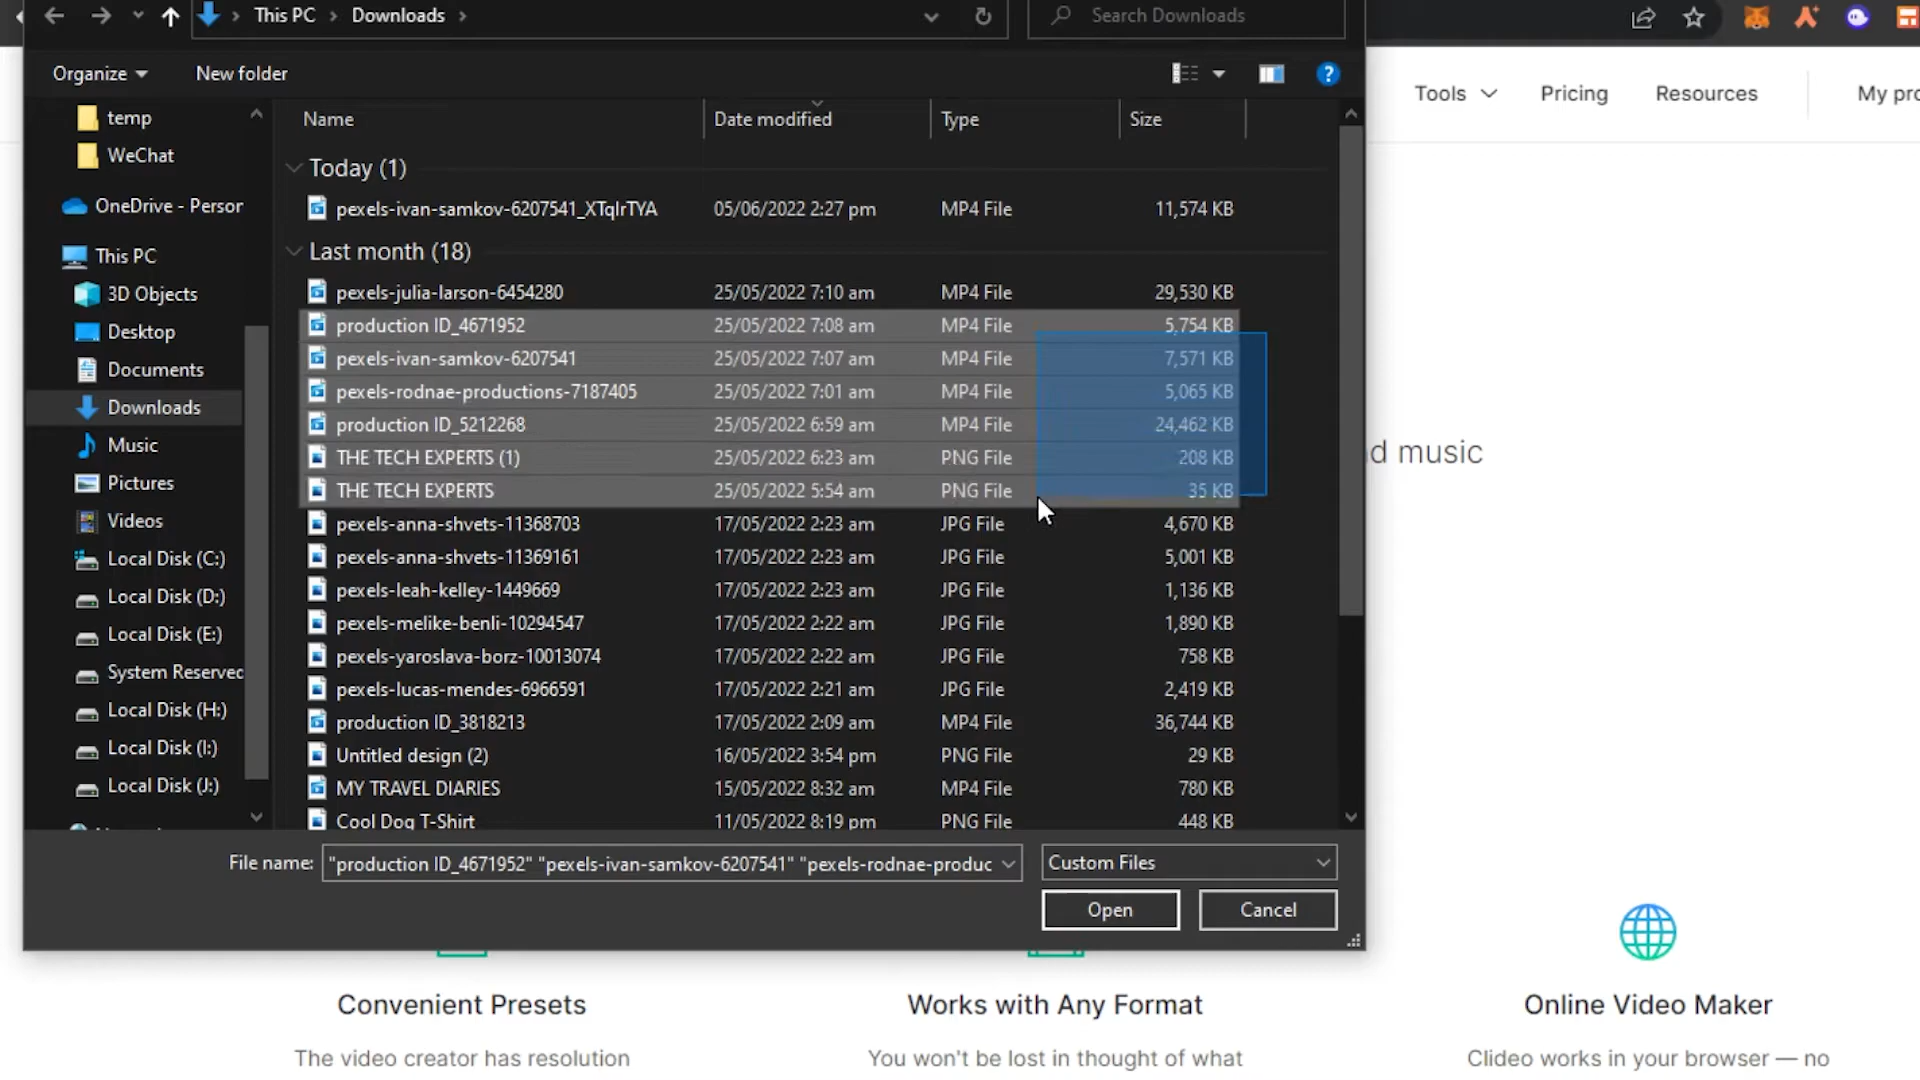 This PC > Downloads >
Search Downloads
Organize
New folder
Tools
Pricing
Resources
My pro
temp
WeChat
OneDrive - Person
This PC
3D Objects
Desktop
Documents
Downloads
Music
Pictures
Videos
Local Disk (C:)
Local Disk (D:)
Local Disk (E:)
System Reserved
Local Disk (H:)
Local Disk (I:)
Local Disk (J:)
Name Date modified Type Size
Today (1)
pexels-ivan-samkov-6207541_XTqIrTYA 05/06/2022 2:27 pm MP4 File 11,574 KB
Last month (18)
pexels-julia-larson-6454280 25/05/2022 7:10 am MP4 File 29,530 KB
production ID_4671952 25/05/2022 7:08 am MP4 File 5,754 KB
pexels-ivan-samkov-6207541 25/05/2022 7:07 am MP4 File 7,571 KB
pexels-rodnae-productions-7187405 25/05/2022 7:01 am MP4 File 5,065 KB
production ID_5212268 25/05/2022 6:59 am MP4 File 24,462 KB
THE TECH EXPERTS (1) 25/05/2022 6:23 am PNG File 208 KB
THE TECH EXPERTS 25/05/2022 5:54 am PNG File 35 KB
pexels-anna-shvets-11368703 17/05/2022 2:23 am JPG File 4,670 KB
pexels-anna-shvets-11369161 17/05/2022 2:23 am JPG File 5,001 KB
pexels-leah-kelley-1449669 17/05/2022 2:23 am JPG File 1,136 KB
pexels-melike-benli-10294547 17/05/2022 2:22 am JPG File 1,890 KB
pexels-yaroslava-borz-10013074 17/05/2022 2:22 am JPG File 758 KB
pexels-lucas-mendes-6966591 17/05/2022 2:21 am JPG File 2,419 KB
production ID_3818213 17/05/2022 2:09 am MP4 File 36,744 KB
Untitled design (2) 16/05/2022 3:54 pm PNG File 29 KB
MY TRAVEL DIARIES 15/05/2022 8:32 am MP4 File 780 KB
Cool Dog T-Shirt 11/05/2022 8:19 pm PNG File 448 KB
d music
File name: "production ID_4671952" "pexels-ivan-samkov-6207541" "pexels-rodnae-produc
Custom Files
Open
Cancel
Convenient Presets
The video creator has resolution
Works with Any Format
You won't be lost in thought of what
Online Video Maker
Clideo works in your browser — no